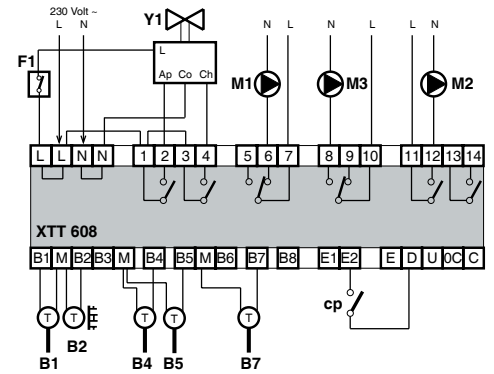 230 Volt ~
L N
Y1
N L
N L
L N
F1
L
Ap Co Ch
M1
M3
M2
L L N N
1 2 3 4
5 6 7
8 9 10
11 12 13 14
XTT 608
B1 M B2 B3 M B4 B5 M B6 B7 B8 E1 E2 E D U 0C C
cp
T T T T T
B2
B1 B4 B5 B7